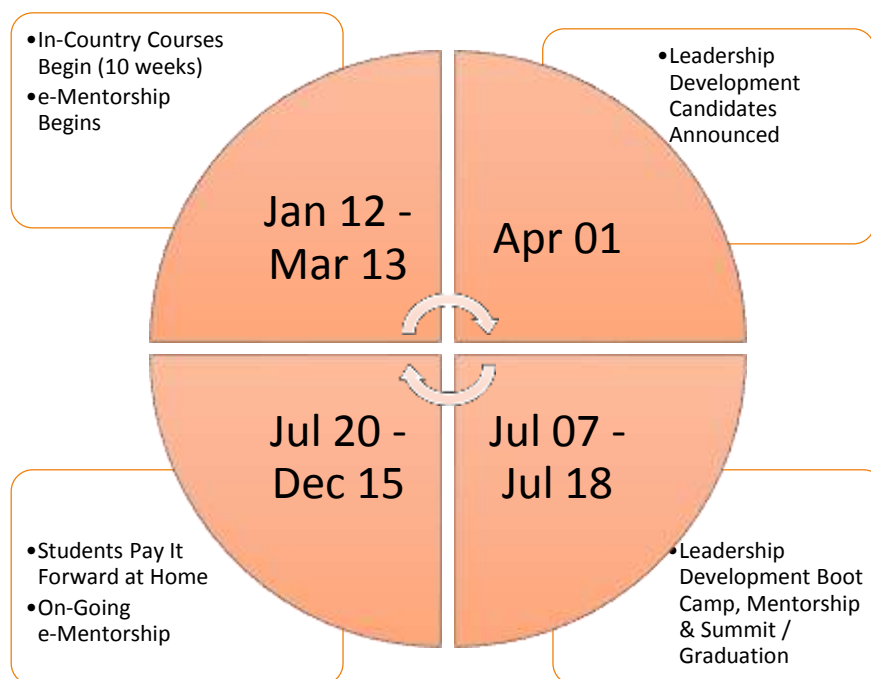 •In-Country Courses
Begin (10 weeks)
•e-Mentorship
Begins
Jan 12 -
Mar 13
•Leadership
Development
Candidates
Announced
Apr 01
•Leadership
Development Boot
Camp, Mentorship
& Summit /
Graduation
Jul 07 -
Jul 18
•Students Pay It
Forward at Home
•On-Going
e-Mentorship
Jul 20 -
Dec 15